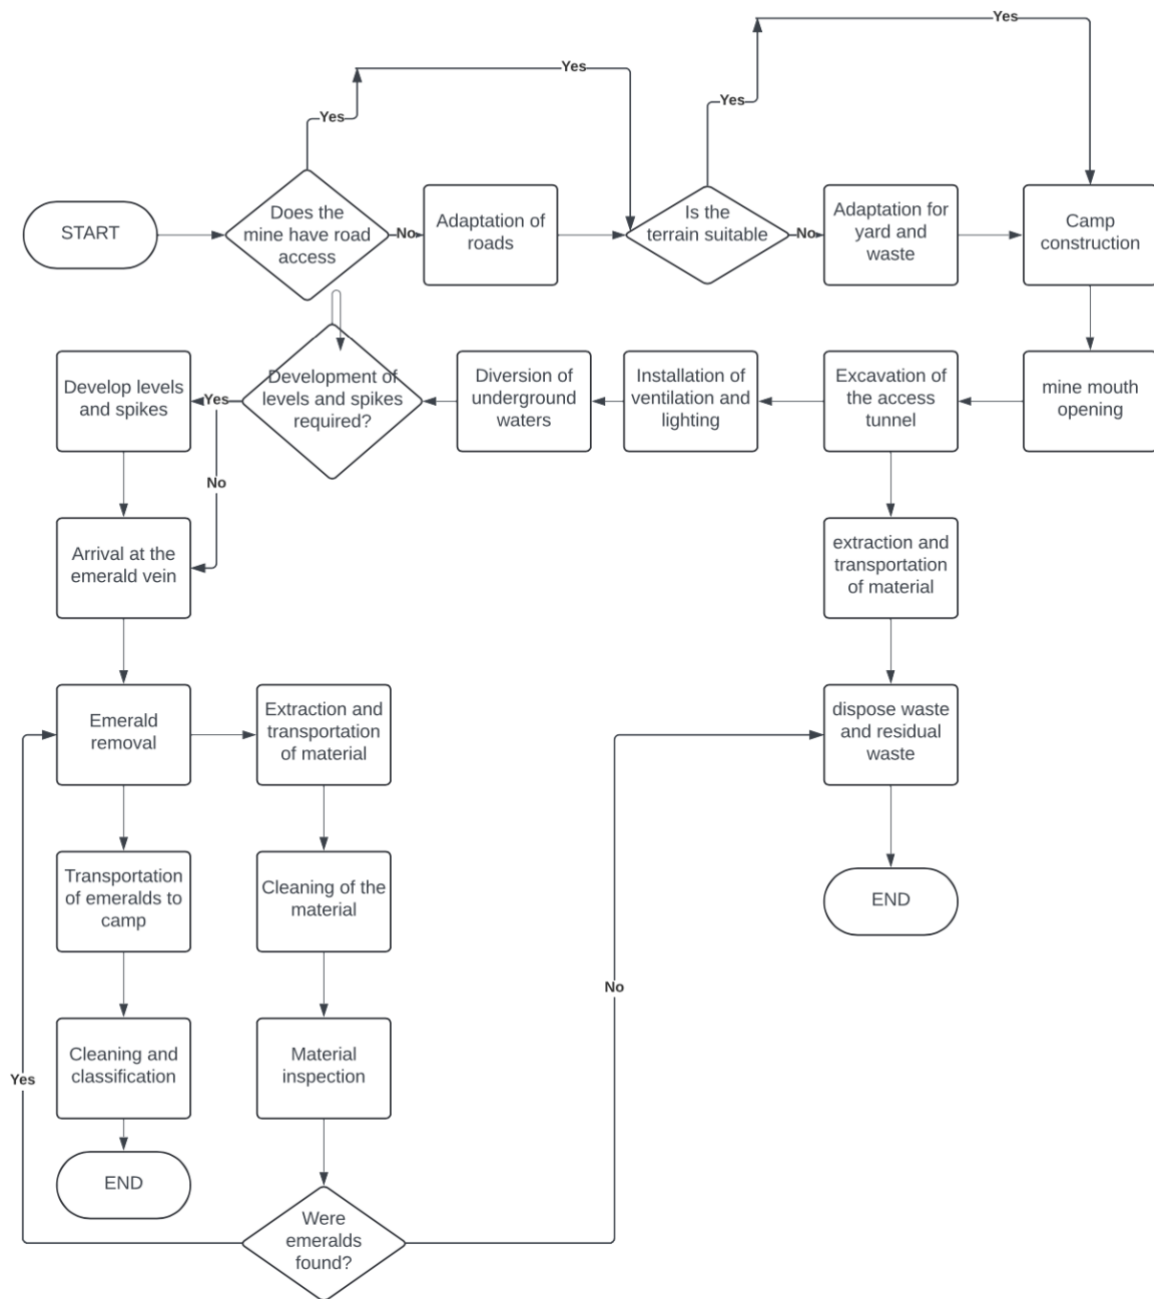 Yes
Yes
Yes
Yes
START
Does the
mine have road
access
No
Adaptation of
roads
Is the
terrain suitable
No
Adaptation for
yard and
waste
Camp
construction
Develop levels
and spikes
Yes
Development of
levels and spikes
required?
Diversion of
underground
waters
Installation of
ventilation and
lighting
Excavation of
the access
tunnel
mine mouth
opening
No
Arrival at the
emerald vein
extraction and
transportation
of material
Emerald
removal
Extraction and
transportation
of material
dispose waste
and residual
waste
Transportation
of emeralds to
camp
Cleaning of the
material
END
No
Cleaning and
classification
Material
inspection
Yes
END
Were
emeralds
found?